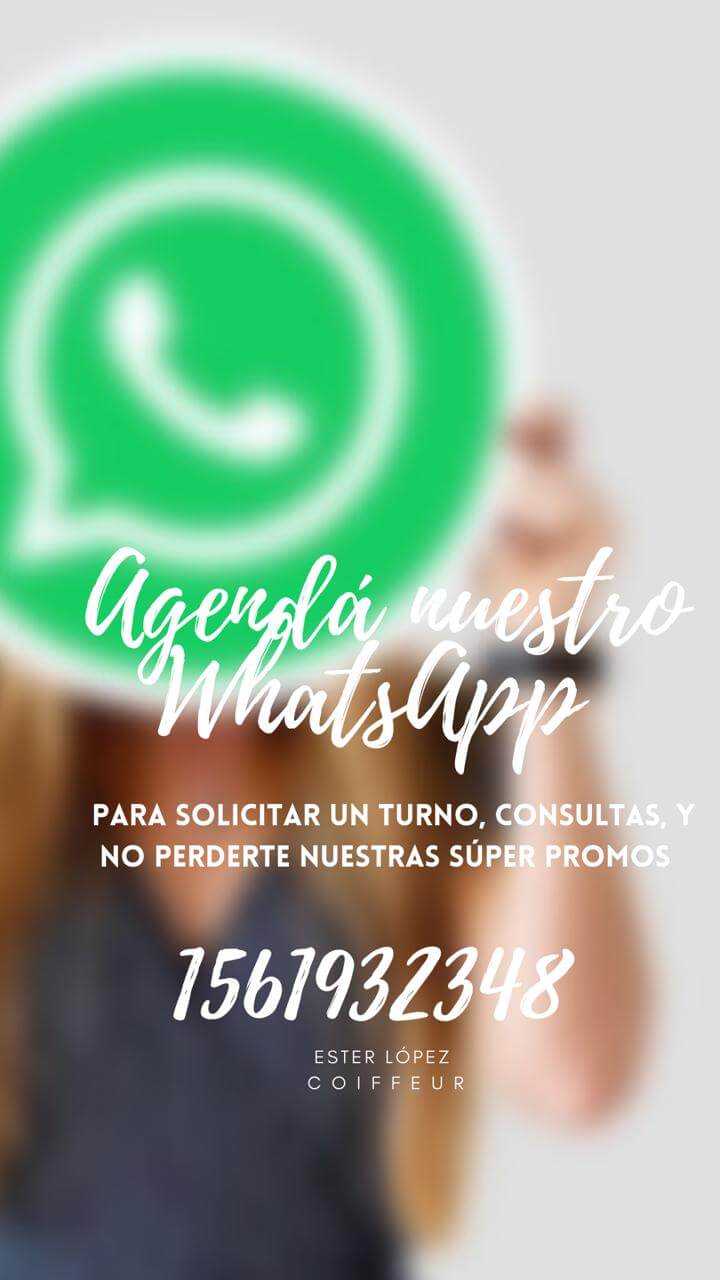 Agendá nuestro
WhatsApp
PARA SOLICITAR UN TURNO, CONSULTAS, Y
NO PERDERTE NUESTRAS SÚPER PROMOS
1561932348
ESTER LÓPEZ
COIFFEUR